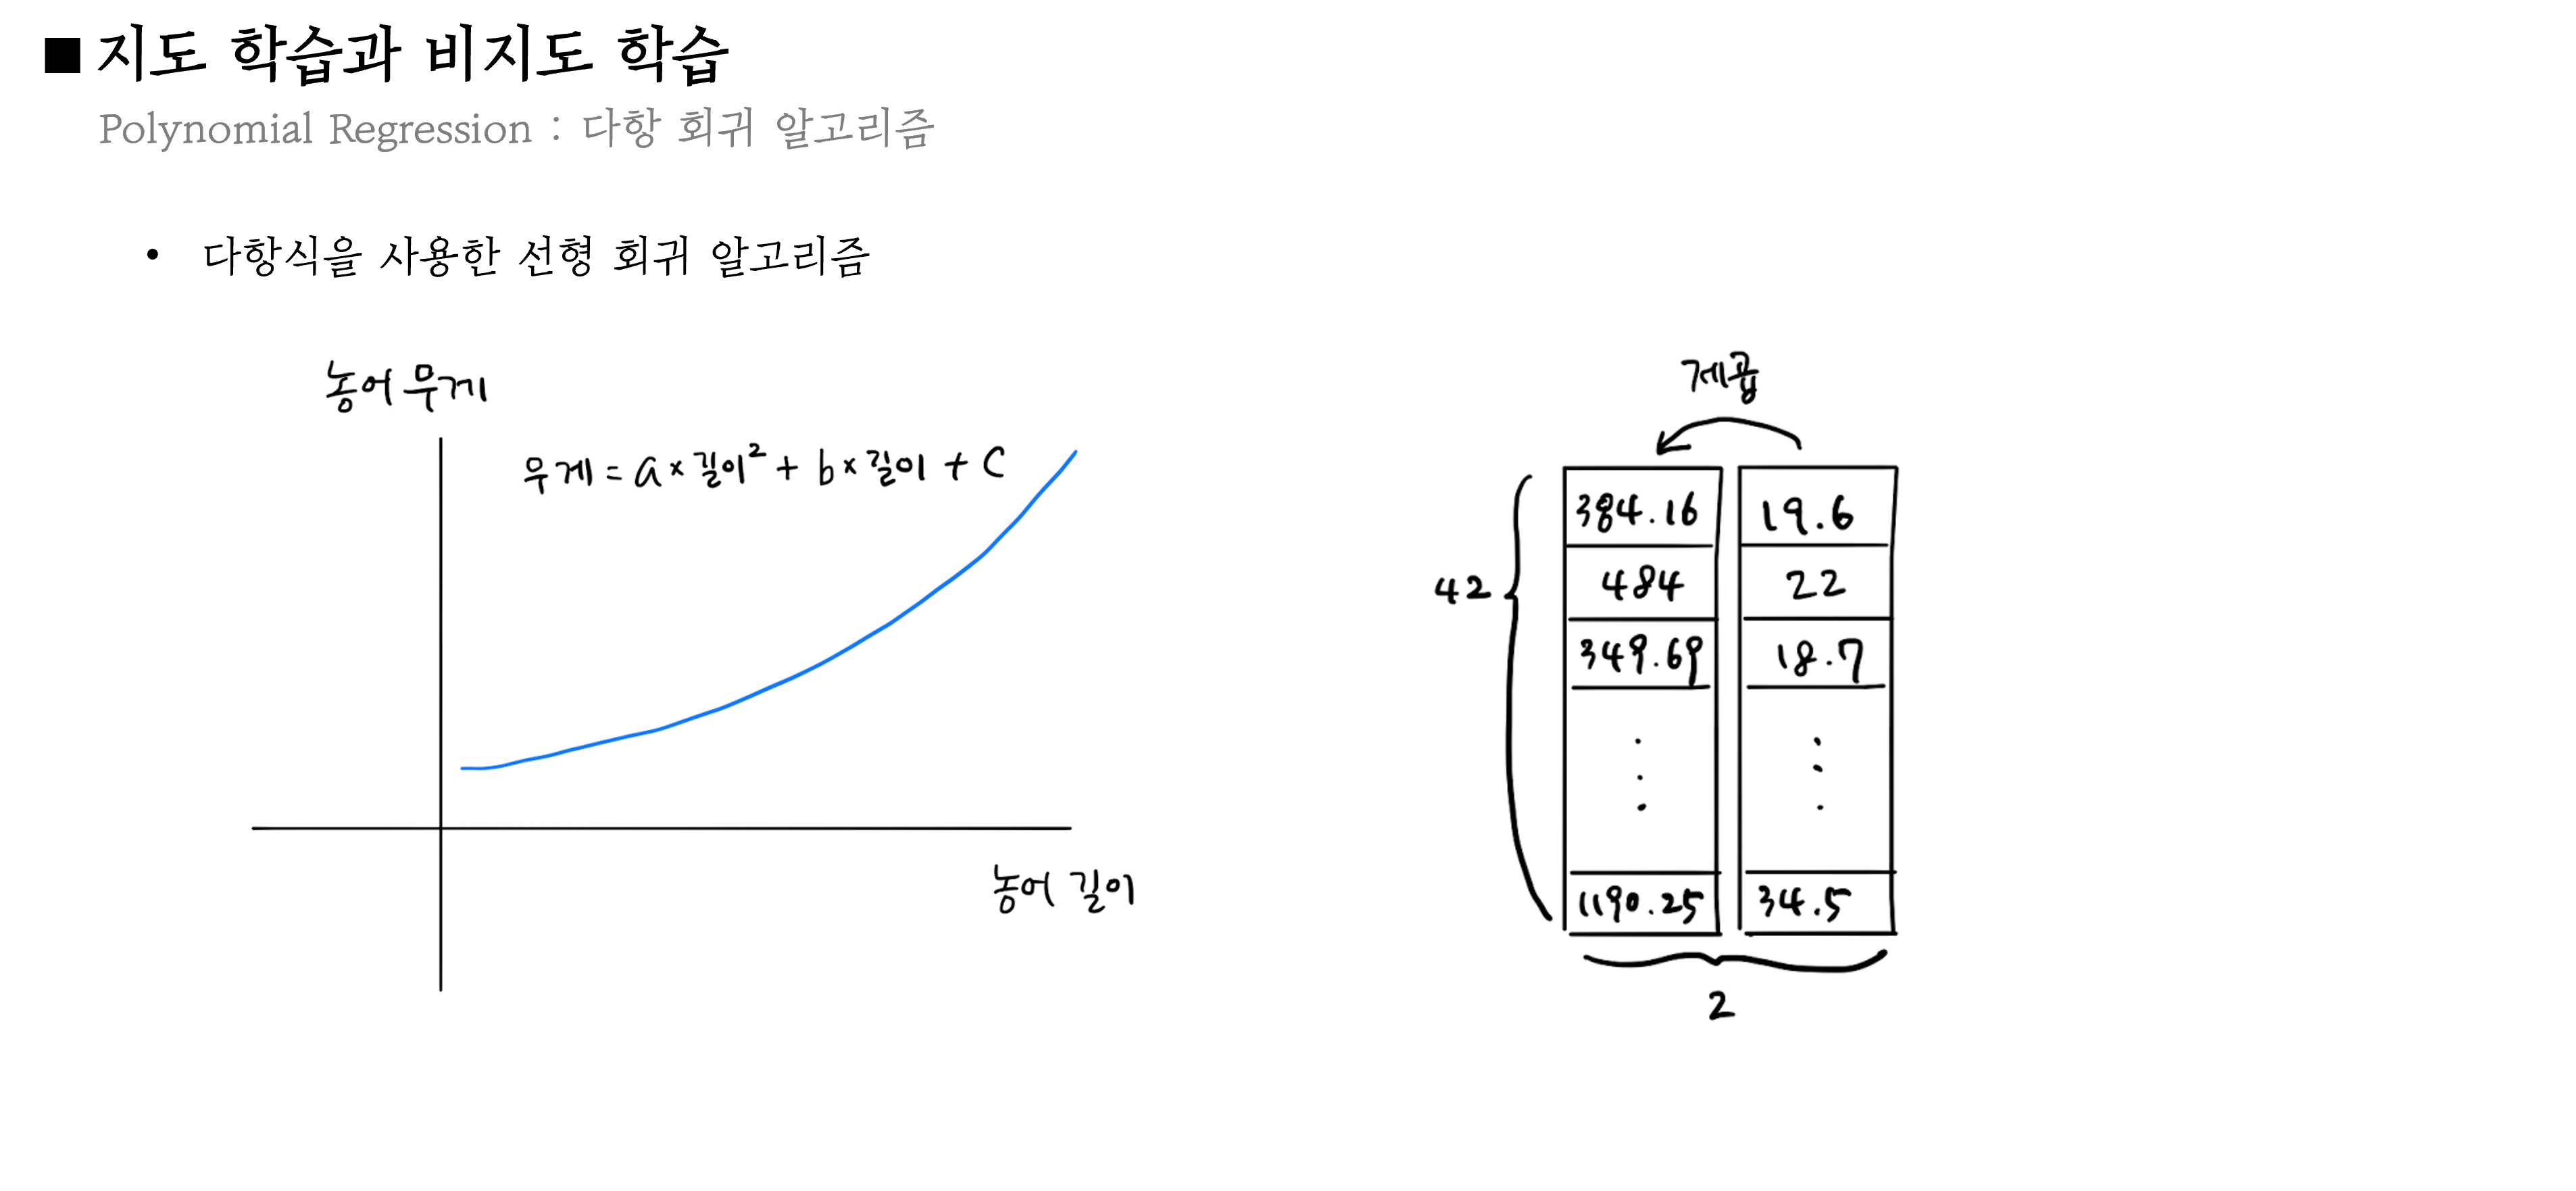 ■ 지도 학습과 비지도 학습
Polynomial Regression : 다항 회귀 알고리즘
• 다항식을 사용한 선형 회귀 알고리즘
농어 무게
무게 = a × 길이² + b × 길이 + c
농어 길이
제곱
384.16 19.6
484 22
42
349.69 18.7
1190.25 34.5
2